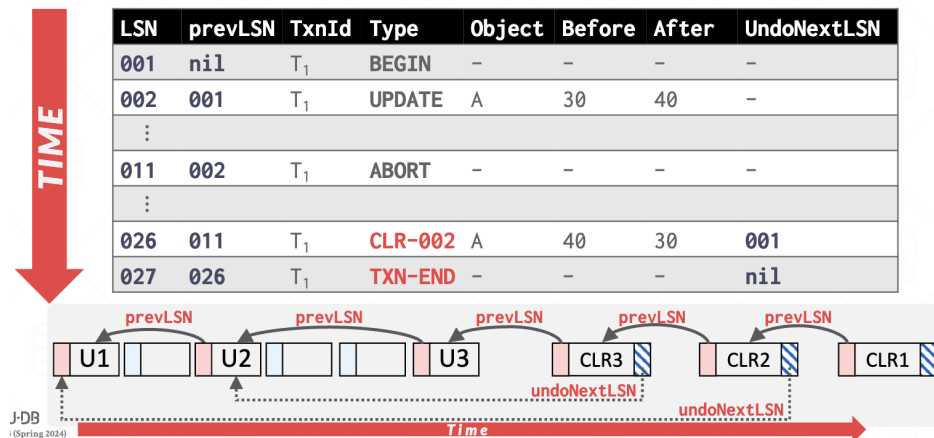 LSN prevLSN TxnId Type Object Before After UndoNextLSN
001 nil T₁ BEGIN - - - -
002 001 T₁ UPDATE A 30 40 -
⋮
011 002 T₁ ABORT - - - -
⋮
026 011 T₁ CLR-002 A 40 30 001
027 026 T₁ TXN-END - - - nil
TIME
prevLSN prevLSN prevLSN prevLSN prevLSN
U1 U2 U3 CLR3 CLR2 CLR1
undoNextLSN
undoNextLSN
J·DB
(Spring 2024)
Time